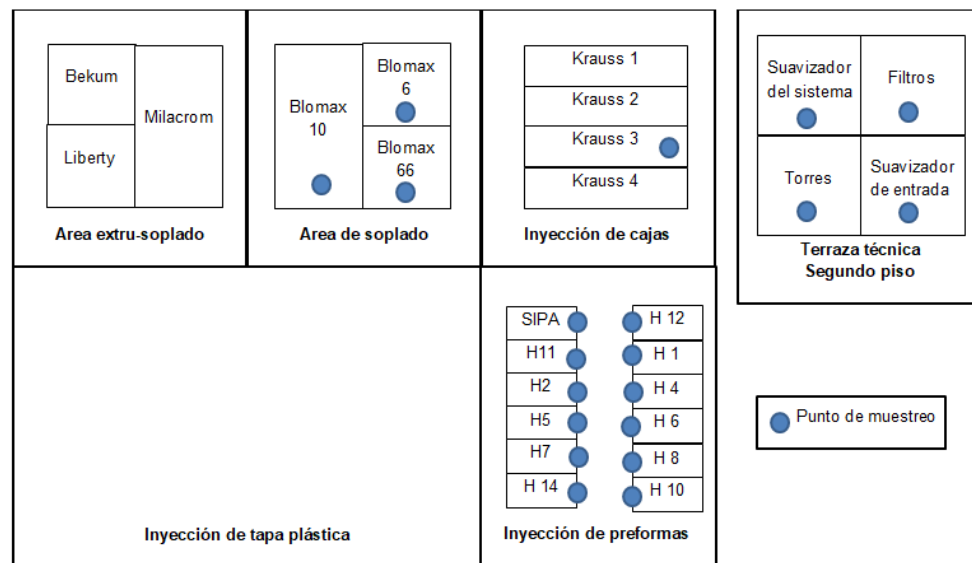 Bekum
Liberty
Milacrom
Area extru-soplado
Blomax
10
Blomax
6
Blomax
66
Area de soplado
Krauss 1
Krauss 2
Krauss 3
Krauss 4
Inyección de cajas
Suavizador
del sistema
Filtros
Torres
Suavizador
de entrada
Terraza técnica
Segundo piso
Inyección de tapa plástica
SIPA
H11
H2
H5
H7
H 14
H 12
H 1
H 4
H 6
H 8
H 10
Inyección de preformas
Punto de muestreo